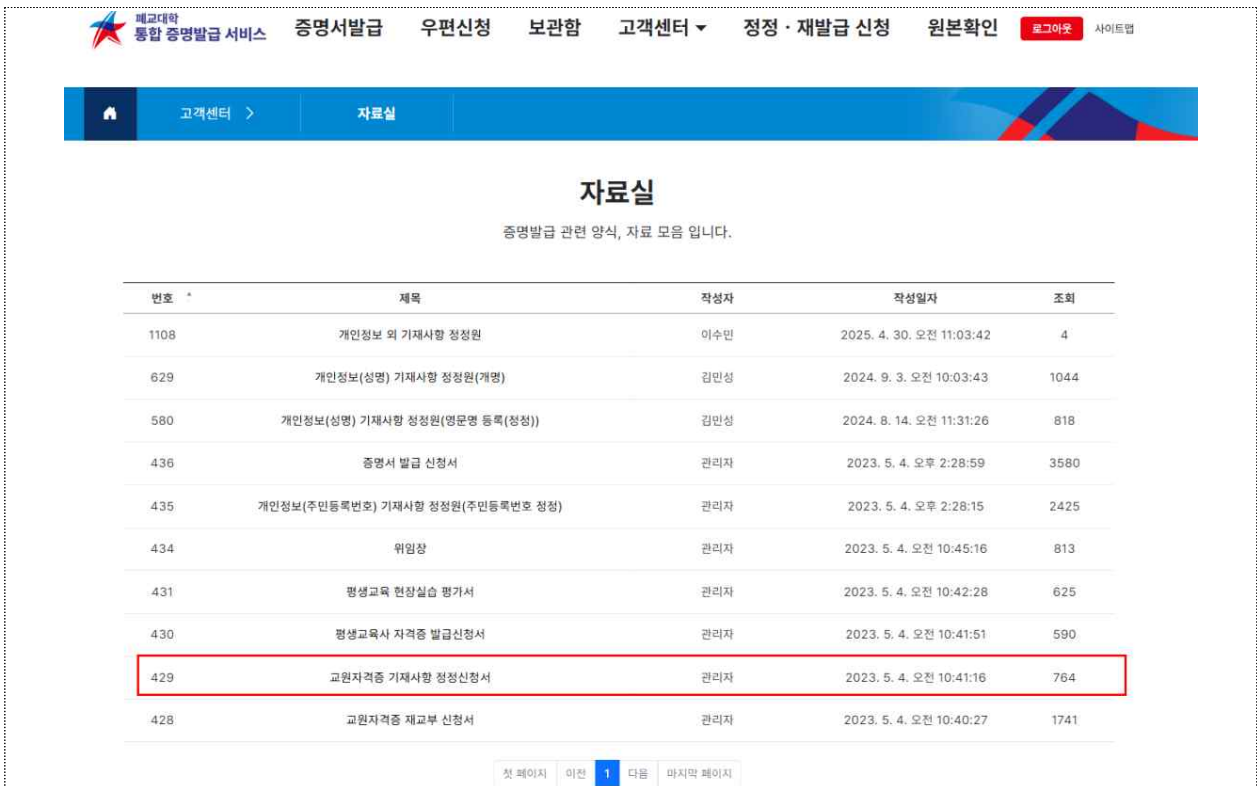 폐교대학
통합 증명발급 서비스
증명서발급 우편신청 보관함 고객센터 ▾ 정정 · 재발급 신청 원본확인 로그아웃 사이트맵
고객센터 > 자료실
자료실
증명발급 관련 양식, 자료 모음 입니다.
번호 제목 작성자 작성일자 조회
1108 개인정보 외 기재사항 정정원 이수민 2025. 4. 30. 오전 11:03:42 4
629 개인정보(성명) 기재사항 정정원(개명) 김민성 2024. 9. 3. 오전 10:03:43 1044
580 개인정보(성명) 기재사항 정정원(영문명 등록(정정)) 김민성 2024. 8. 14. 오전 11:31:26 818
436 증명서 발급 신청서 관리자 2023. 5. 4. 오후 2:28:59 3580
435 개인정보(주민등록번호) 기재사항 정정원(주민등록번호 정정) 관리자 2023. 5. 4. 오후 2:28:15 2425
434 위임장 관리자 2023. 5. 4. 오전 10:45:16 813
431 평생교육 현장실습 평가서 관리자 2023. 5. 4. 오전 10:42:28 625
430 평생교육사 자격증 발급신청서 관리자 2023. 5. 4. 오전 10:41:51 590
429 교원자격증 기재사항 정정신청서 관리자 2023. 5. 4. 오전 10:41:16 764
428 교원자격증 재교부 신청서 관리자 2023. 5. 4. 오전 10:40:27 1741
첫 페이지 이전 1 다음 마지막 페이지